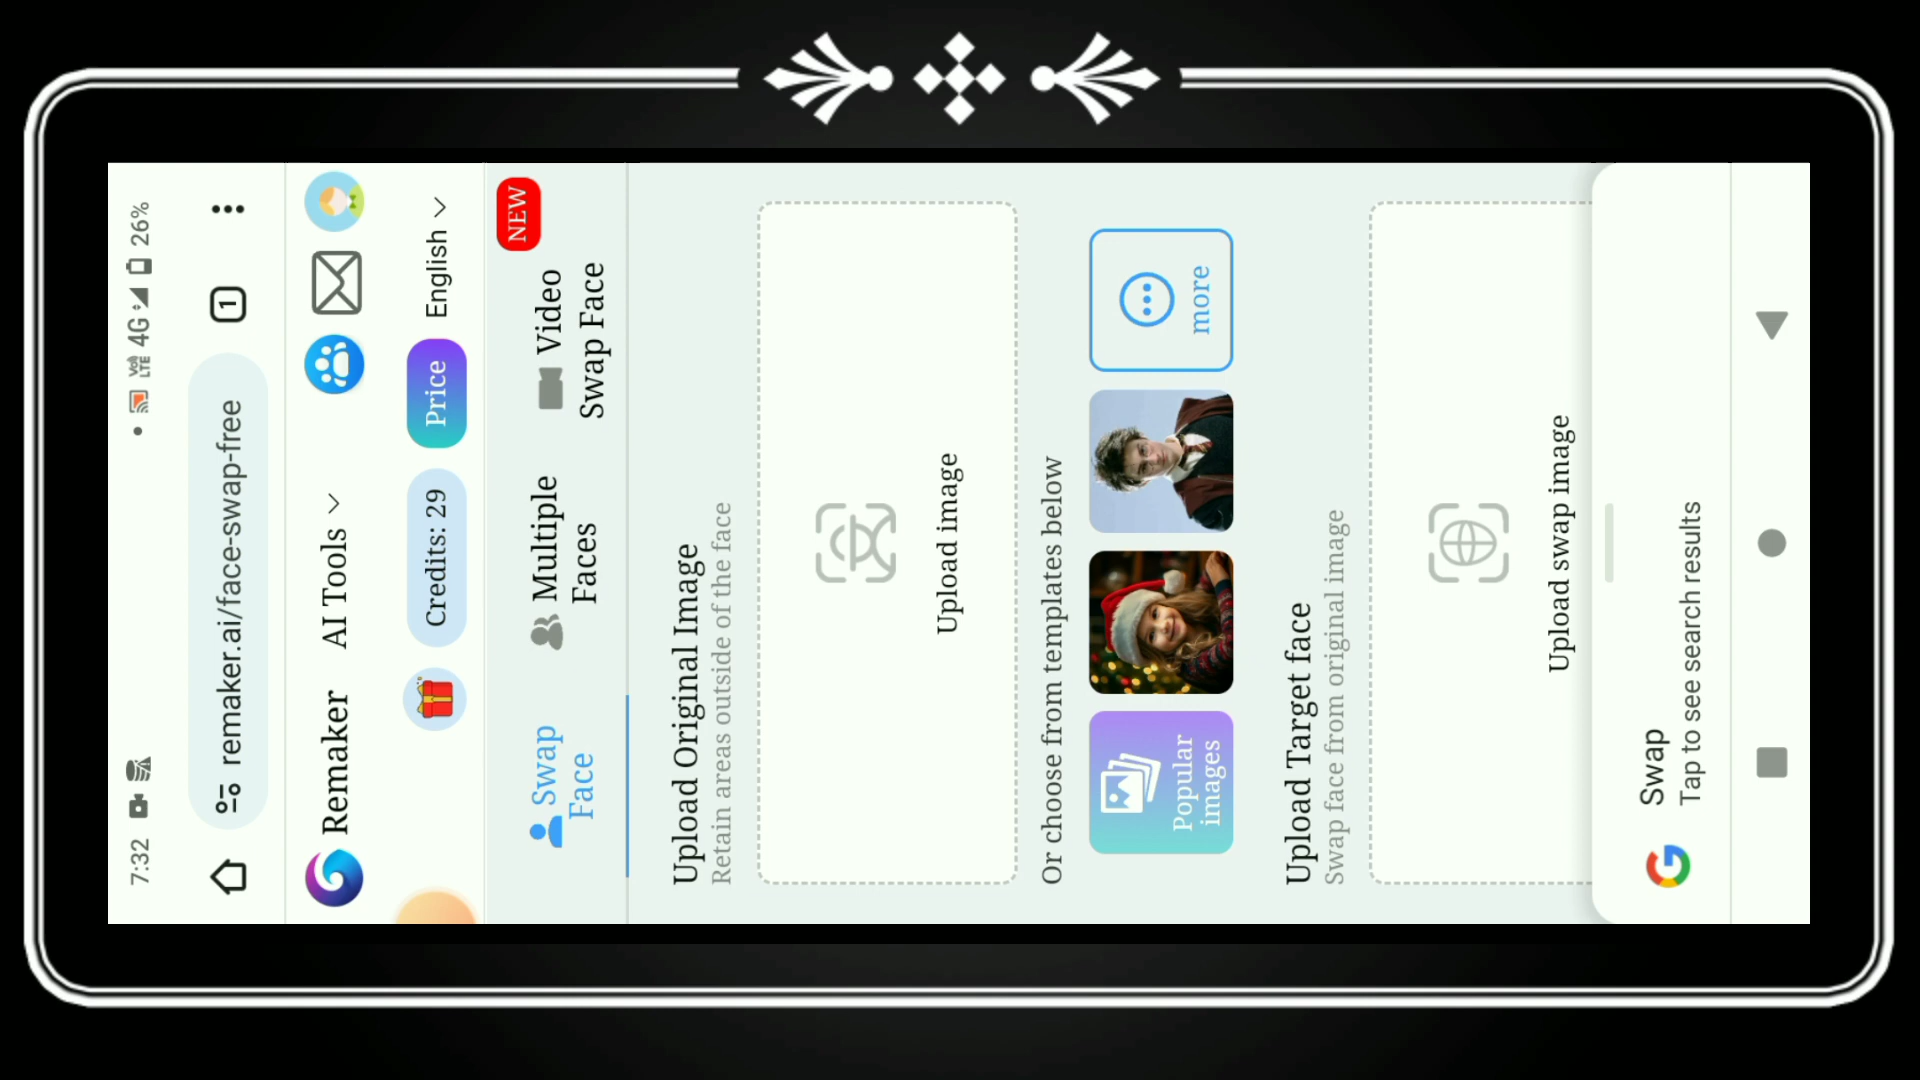 7:32
VoLTE 4G 26%
remaker.ai/face-swap-free
1
Remaker
AI Tools
Credits: 29
Price
English
Swap
Face
Multiple
Faces
Video
Swap Face
NEW
Upload Original Image
Retain areas outside of the face
Upload image
Or choose from templates below
Popular
images
more
Upload Target face
Swap face from original image
Upload swap image
Swap
Tap to see search results